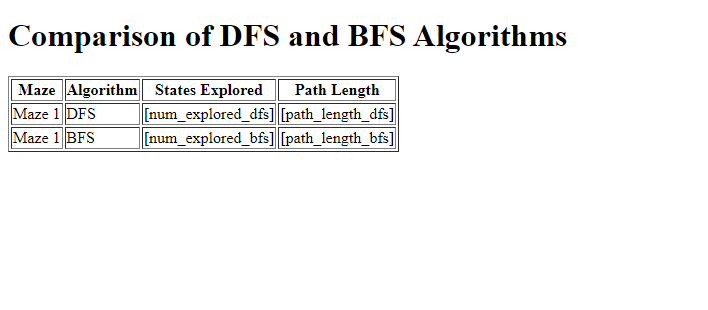 Comparison of DFS and BFS Algorithms
Maze Algorithm States Explored Path Length
Maze 1 DFS [num_explored_dfs] [path_length_dfs]
Maze 1 BFS [num_explored_bfs] [path_length_bfs]